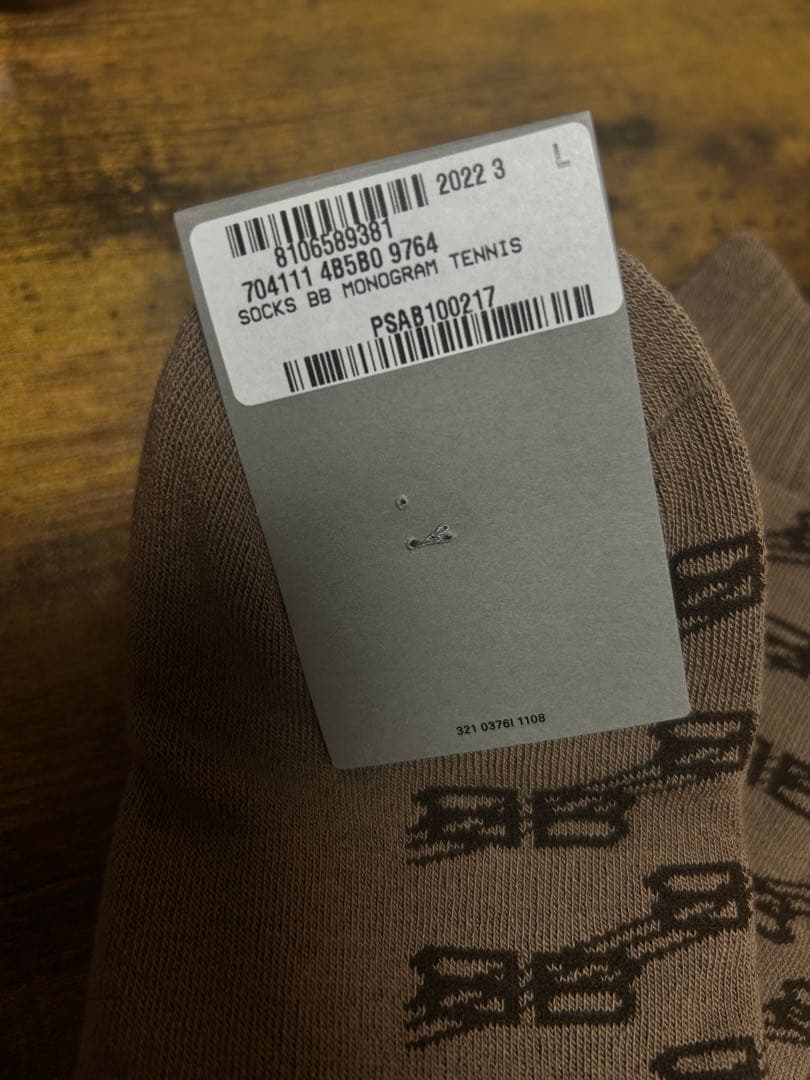 2022 3 L
8106589381
704111 4B5B0 9764
SOCKS BB MONOGRAM TENNIS
PSAB100217
321 0376I 1108